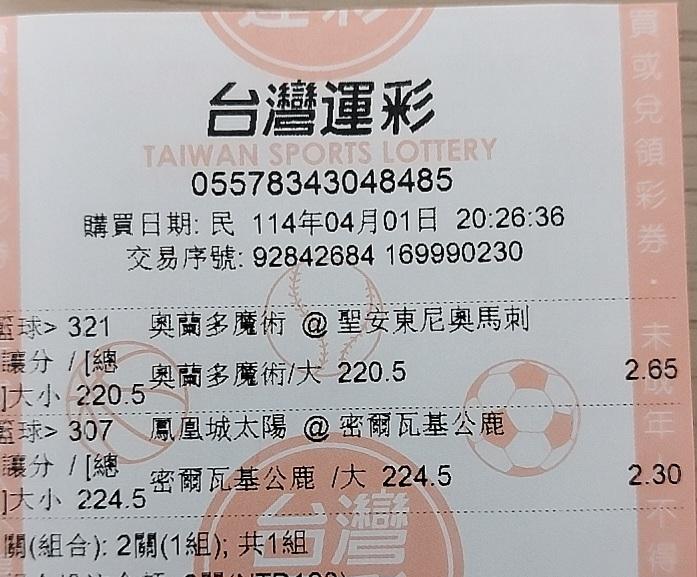 台灣運彩
TAIWAN SPORTS LOTTERY
05578343048485
購買日期: 民 114年04月01日 20:26:36
交易序號: 92842684 169990230
籃球> 321 奧蘭多魔術 @ 聖安東尼奧馬刺
讓分 / [總
]大小 220.5 奧蘭多魔術/大 220.5 2.65
籃球> 307 鳳凰城太陽 @ 密爾瓦基公鹿
讓分 / [總
]大小 224.5 密爾瓦基公鹿 /大 224.5 2.30
關(組合): 2關(1組); 共1組
台灣
買或兌領彩券．未成年 不得